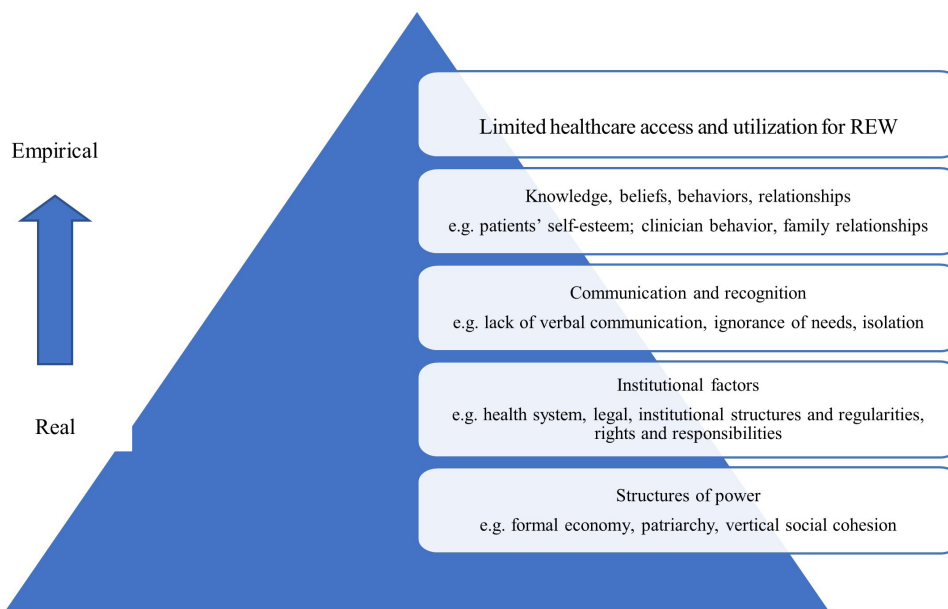 Empirical
Real
Limited healthcare access and utilization for REW
Knowledge, beliefs, behaviors, relationships
e.g. patients’ self-esteem; clinician behavior, family relationships
Communication and recognition
e.g. lack of verbal communication, ignorance of needs, isolation
Institutional factors
e.g. health system, legal, institutional structures and regularities,
rights and responsibilities
Structures of power
e.g. formal economy, patriarchy, vertical social cohesion